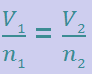 V₁/n₁ = V₂/n₂